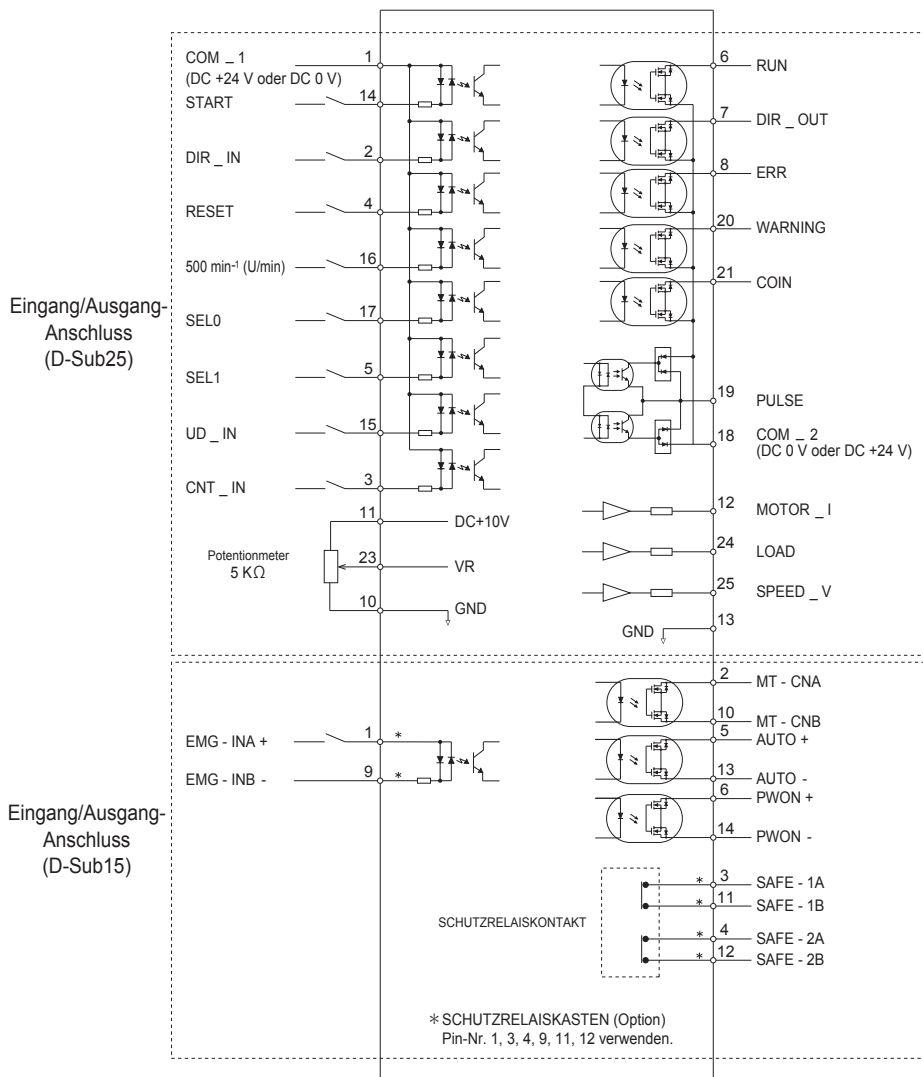 COM _ 1
(DC +24 V oder DC 0 V)
1
START
14
DIR _ IN
2
RESET
4
500 min-¹ (U/min)
16
SEL0
17
SEL1
5
UD _ IN
15
CNT _ IN
3
11
DC+10V
Potentionmeter
5 KΩ
23
VR
10
GND
Eingang/Ausgang-
Anschluss
(D-Sub25)
6
RUN
7
DIR _ OUT
8
ERR
20
WARNING
21
COIN
19
PULSE
18
COM _ 2
(DC 0 V oder DC +24 V)
12
MOTOR _ I
24
LOAD
25
SPEED _ V
13
GND
Eingang/Ausgang-
Anschluss
(D-Sub15)
EMG - INA +
1
*
EMG - INB -
9
*
2
MT - CNA
10
MT - CNB
5
AUTO +
13
AUTO -
6
PWON +
14
PWON -
SCHUTZRELAISKONTAKT
*
3
SAFE - 1A
*
11
SAFE - 1B
*
4
SAFE - 2A
*
12
SAFE - 2B
* SCHUTZRELAISKASTEN (Option)
Pin-Nr. 1, 3, 4, 9, 11, 12 verwenden.